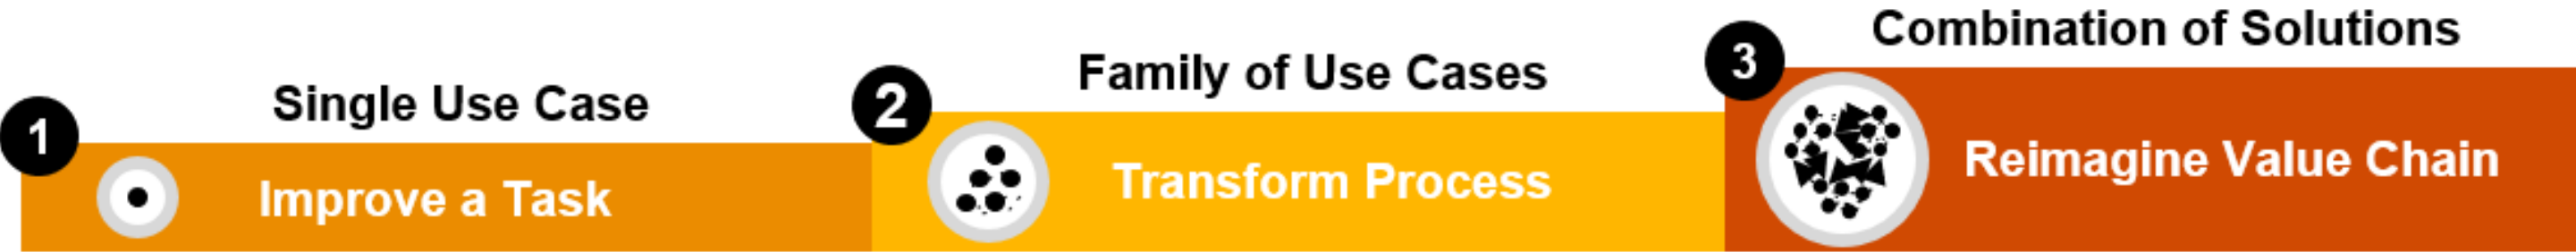 1
Single Use Case
Improve a Task
2
Family of Use Cases
Transform Process
3
Combination of Solutions
Reimagine Value Chain